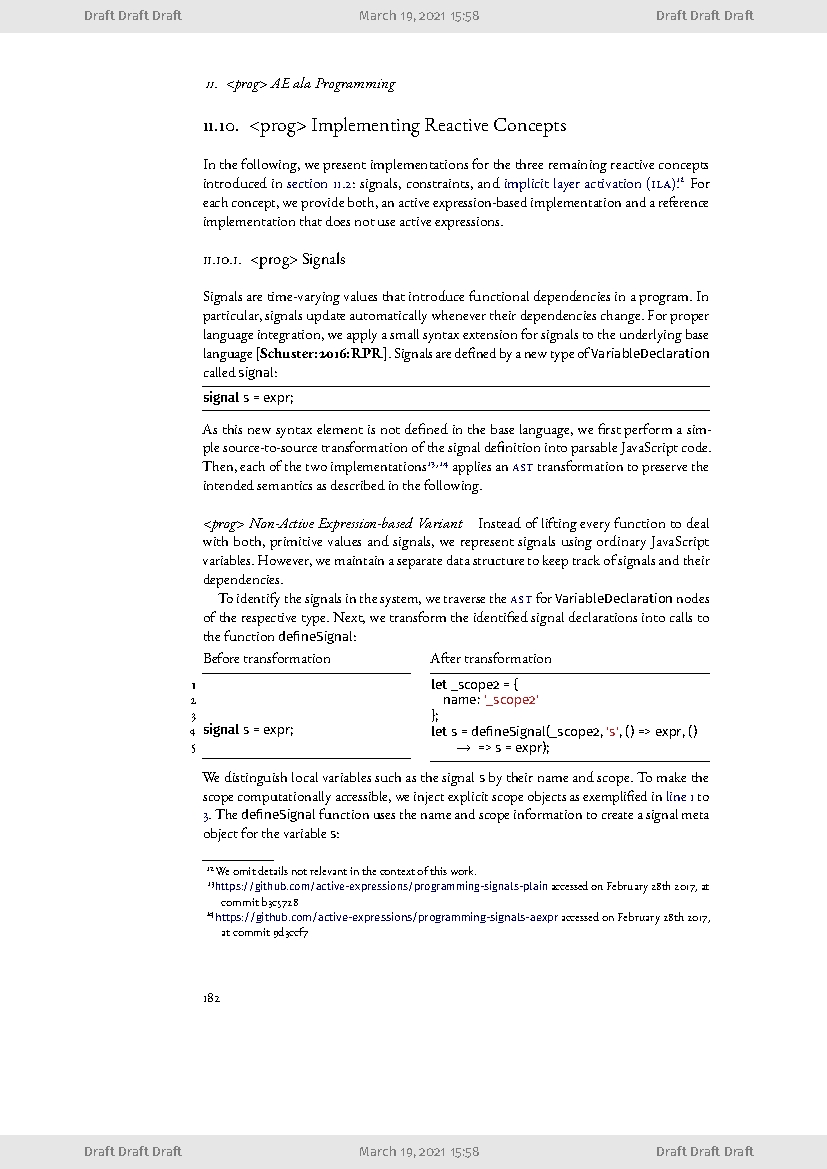 Draft Draft Draft March 19, 2021 15:58 Draft Draft Draft
11. <prog> AE ala Programming
11.10. <prog> Implementing Reactive Concepts
In the following, we present implementations for the three remaining reactive concepts
introduced in section 11.2: signals, constraints, and implicit layer activation (ILA).12 For
each concept, we provide both, an active expression-based implementation and a reference
implementation that does not use active expressions.
11.10.1. <prog> Signals
Signals are time-varying values that introduce functional dependencies in a program. In
particular, signals update automatically whenever their dependencies change. For proper
language integration, we apply a small syntax extension for signals to the underlying base
language [Schuster:2016:RPR]. Signals are defined by a new type of VariableDeclaration
called signal:
signal s = expr;
As this new syntax element is not defined in the base language, we first perform a sim-
ple source-to-source transformation of the signal definition into parsable JavaScript code.
Then, each of the two implementations13,14 applies an AST transformation to preserve the
intended semantics as described in the following.
<prog> Non-Active Expression-based Variant Instead of lifting every function to deal
with both, primitive values and signals, we represent signals using ordinary JavaScript
variables. However, we maintain a separate data structure to keep track of signals and their
dependencies.
To identify the signals in the system, we traverse the AST for VariableDeclaration nodes
of the respective type. Next, we transform the identified signal declarations into calls to
the function defineSignal:
Before transformation After transformation
1 let _scope2 = {
2 name: '_scope2'
3 };
4 signal s = expr; let s = defineSignal(_scope2, 's', () => expr, ()
5 → => s = expr);
We distinguish local variables such as the signal s by their name and scope. To make the
scope computationally accessible, we inject explicit scope objects as exemplified in line 1 to
3. The defineSignal function uses the name and scope information to create a signal meta
object for the variable s:
12 We omit details not relevant in the context of this work.
13 https://github.com/active-expressions/programming-signals-plain accessed on February 28th 2017, at
commit b3c5728
14 https://github.com/active-expressions/programming-signals-aexpr accessed on February 28th 2017,
at commit 9d3ccf7
182
Draft Draft Draft March 19, 2021 15:58 Draft Draft Draft